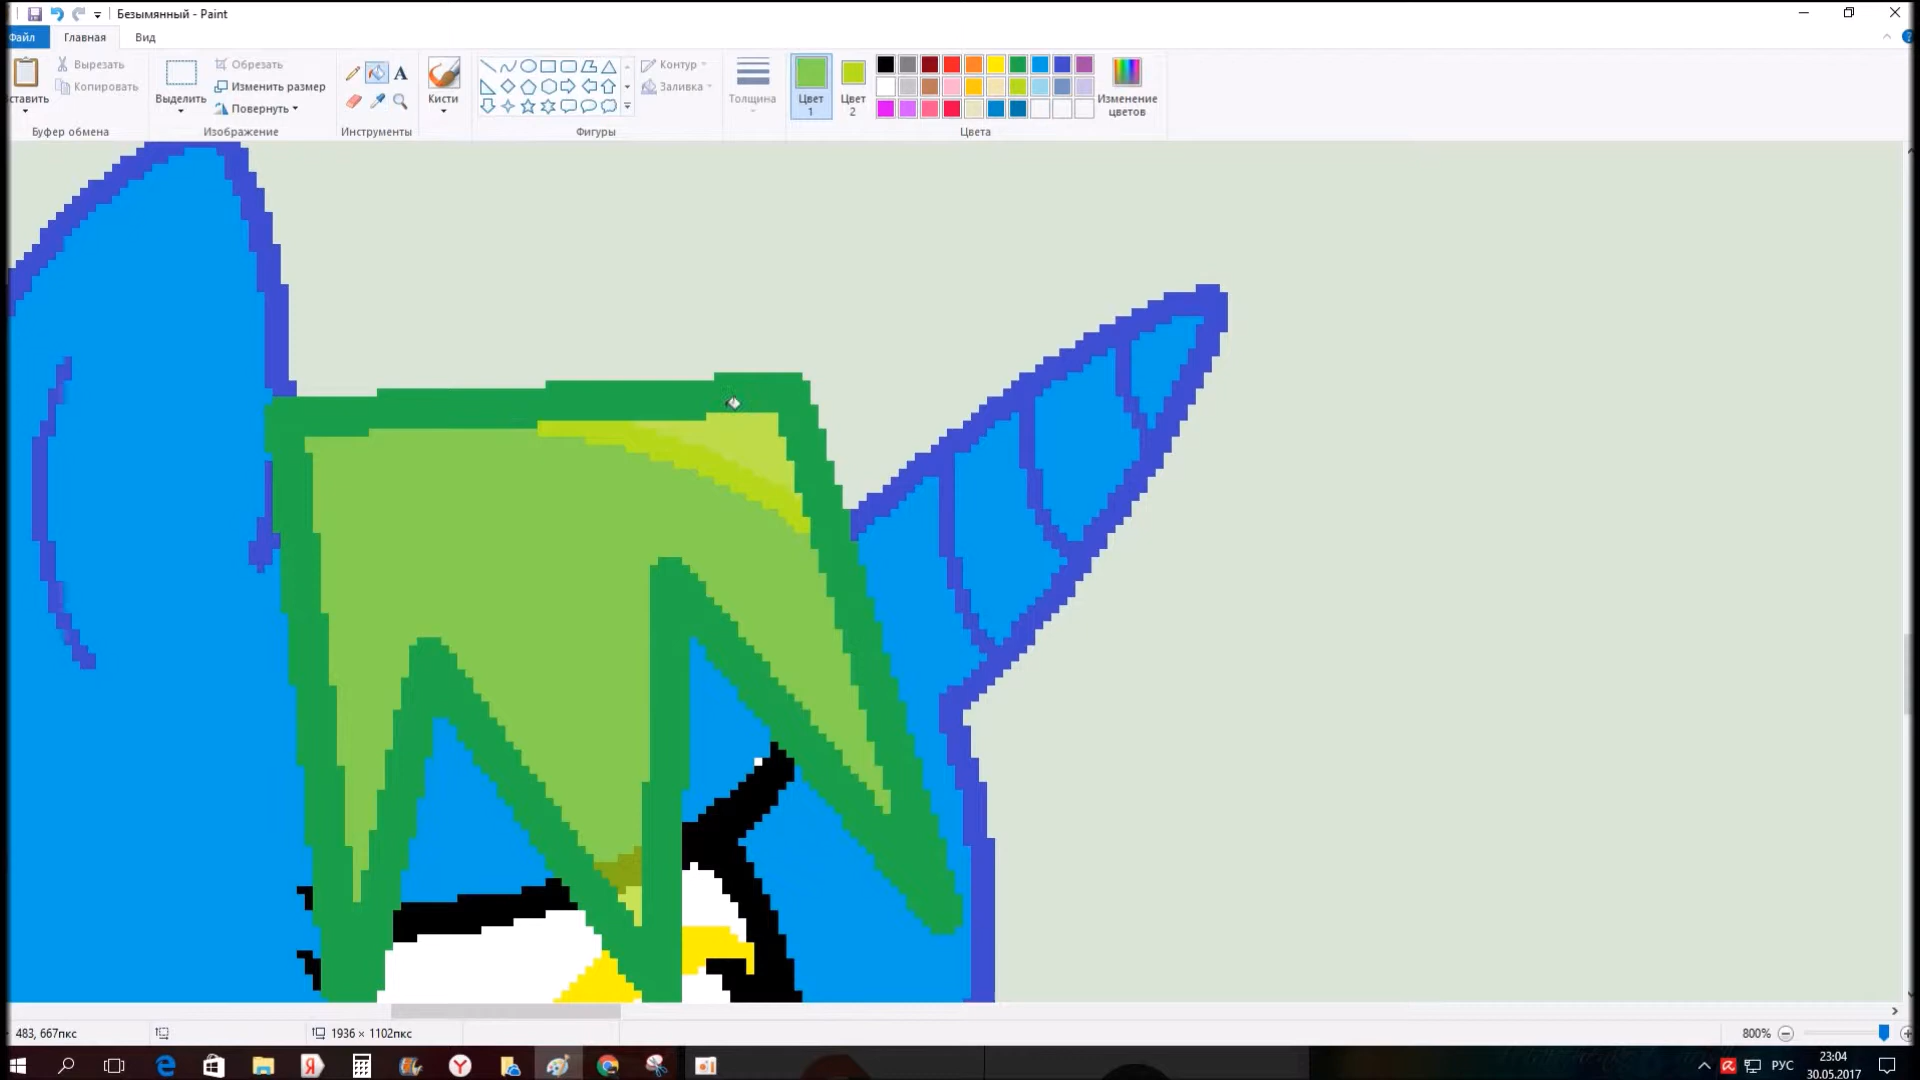 Безымянный - Paint
Файл Главная Вид
Вырезать
Копировать
Выделить
Обрезать
Изменить размер
Повернуть
A
Кисти
Контур
Заливка
Толщина
Цвет 1
Цвет 2
Изменение цветов
Буфер обмена
Изображение
Инструменты
Фигуры
Цвета
483, 667пкс
1936 × 1102пкс
800%
РУС
23:04
30.05.2017